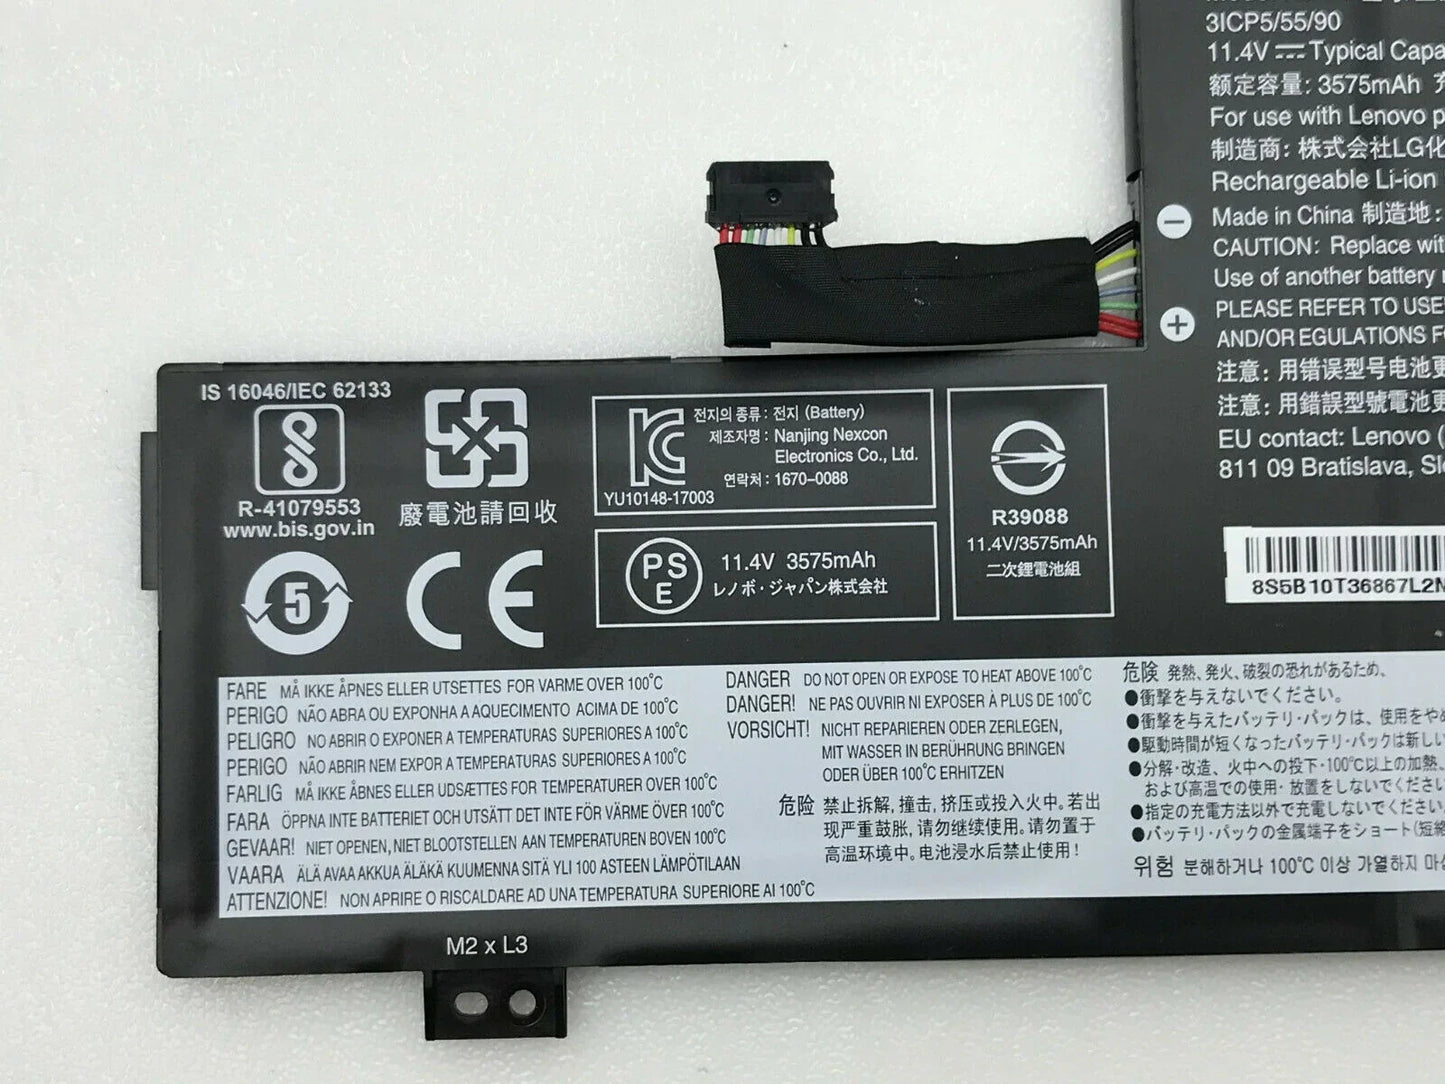 3ICP5/55/90
11.4V ⎓ Typical Capa
额定容量: 3575mAh 充
For use with Lenovo p
制造商: 株式会社LG化
Rechargeable Li-ion
Made in China 制造地:
CAUTION: Replace wit
Use of another battery
PLEASE REFER TO USE
AND/OR EGULATIONS F
注意: 用错误型号电池更
注意: 用錯誤型號電池更
EU contact: Lenovo (
811 09 Bratislava, Slo
8S5B10T36867L2N
IS 16046/IEC 62133
R-41079553
www.bis.gov.in
廢電池請回收
5
CE
KC
YU10148-17003
전지의 종류: 전지 (Battery)
제조자명: Nanjing Nexcon
Electronics Co., Ltd.
연락처: 1670-0088
PSE
11.4V 3575mAh
レノボ・ジャパン株式会社
R39088
11.4V/3575mAh
二次鋰電池組
FARE MÅ IKKE ÅPNES ELLER UTSETTES FOR VARME OVER 100°C
PERIGO NÃO ABRA OU EXPONHA A AQUECIMENTO ACIMA DE 100°C
PELIGRO NO ABRIR O EXPONER A TEMPERATURAS SUPERIORES A 100°C
PERIGO NÃO ABRIR NEM EXPOR A TEMPERATURAS SUPERIORES A 100°C
FARLIG MÅ IKKE ÅBNES ELLER UDSÆTTES FOR TEMPERATURER OVER 100°C
FARA ÖPPNA INTE BATTERIET OCH UTSÄTT DET INTE FÖR VÄRME ÖVER 100°C
GEVAAR! NIET OPENEN, NIET BLOOTSTELLEN AAN TEMPERATUREN BOVEN 100°C
VAARA ÄLÄ AVAA AKKUA ÄLÄKÄ KUUMENNA SITÄ YLI 100 ASTEEN LÄMPÖTILAAN
ATTENZIONE! NON APRIRE O RISCALDARE AD UNA TEMPERATURA SUPERIORE AI 100°C
DANGER DO NOT OPEN OR EXPOSE TO HEAT ABOVE 100°C
DANGER! NE PAS OUVRIR NI EXPOSER À PLUS DE 100°C
VORSICHT! NICHT REPARIEREN ODER ZERLEGEN,
MIT WASSER IN BERÜHRUNG BRINGEN
ODER ÜBER 100°C ERHITZEN
危险 禁止拆解, 撞击, 挤压或投入火中。若出
现严重鼓胀, 请勿继续使用。请勿置于
高温环境中。电池浸水后禁止使用！
危険 発熱、発火、破裂の恐れがあるため、
●衝撃を与えないでください。
●衝撃を与えたバッテリ・パックは、使用をやめ
●駆動時間が短くなったバッテリ・パックは新しい
●分解・改造、火中への投下・100°C以上の加熱、
および高温での使用・放置をしないでください
●指定の充電方法以外で充電しないでください
●バッテリ・パックの金属端子をショート(短絡
위험 분해하거나 100°C 이상 가열하지 마
M2 x L3